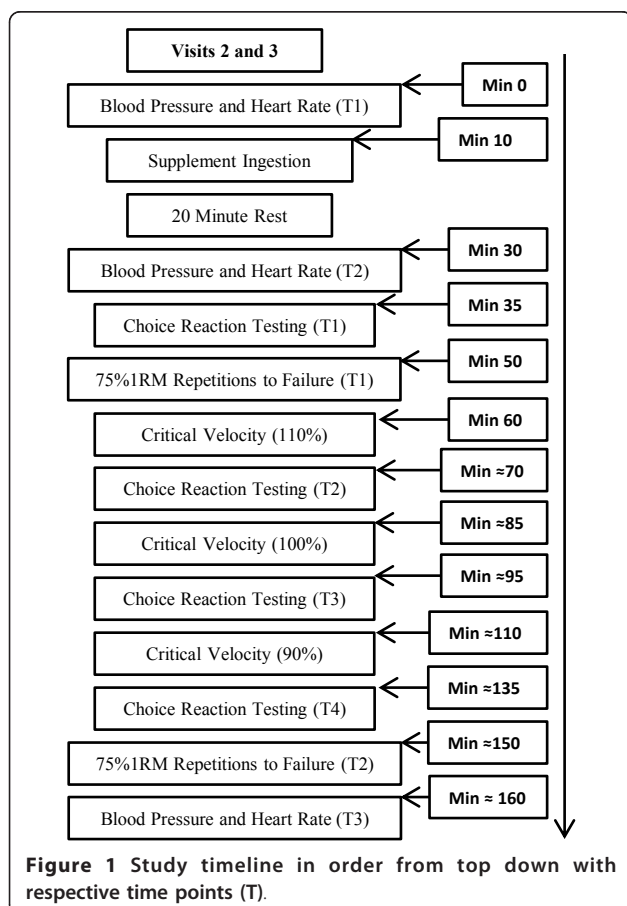 Visits 2 and 3
Min 0
Blood Pressure and Heart Rate (T1)
Min 10
Supplement Ingestion
20 Minute Rest
Min 30
Blood Pressure and Heart Rate (T2)
Min 35
Choice Reaction Testing (T1)
Min 50
75%1RM Repetitions to Failure (T1)
Min 60
Critical Velocity (110%)
Min ≈70
Choice Reaction Testing (T2)
Min ≈85
Critical Velocity (100%)
Min ≈95
Choice Reaction Testing (T3)
Min ≈110
Critical Velocity (90%)
Min ≈135
Choice Reaction Testing (T4)
Min ≈150
75%1RM Repetitions to Failure (T2)
Min ≈ 160
Blood Pressure and Heart Rate (T3)
Figure 1 Study timeline in order from top down with
respective time points (T).